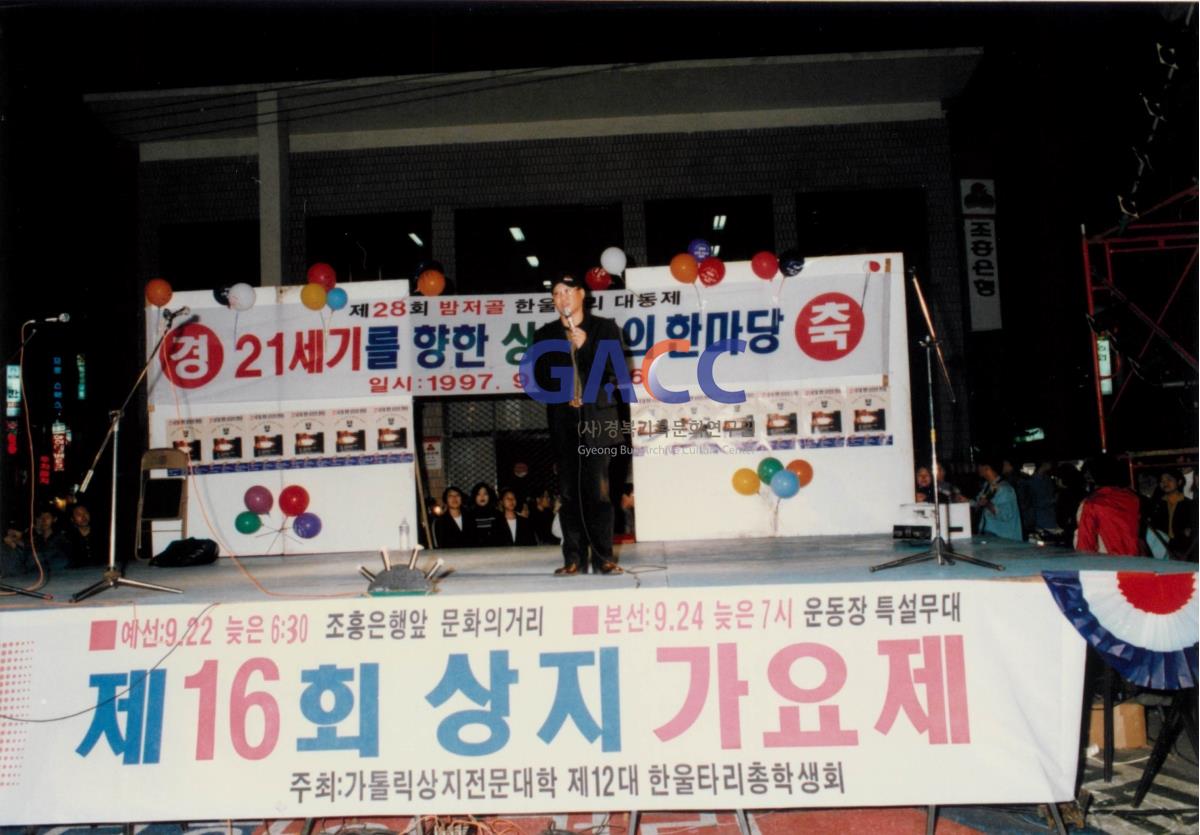 제28회 밤저골 한울 리 대동제
경 21세기를 향한 상 의 한마당 축
일시:1997. 9
조흥은행
GACC
(사)경북기록문화연구원
Gyeong Buk Archive Culture Center
■예선:9.22 늦은 6:30 조흥은행앞 문화의거리 ■본선:9.24 늦은 7시 운동장 특설무대
제16회 상지 가요제
주최:가톨릭상지전문대학 제12대 한울타리총학생회